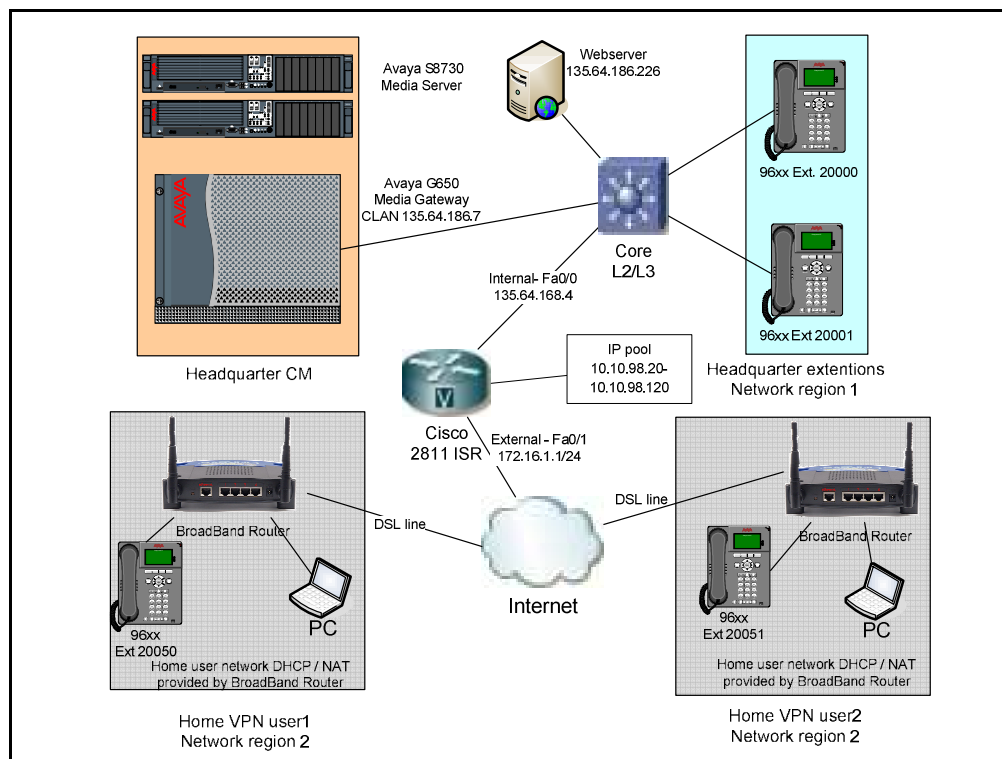 Avaya S8730
Media Server
Webserver
135.64.186.226
AVAYA
Avaya G650
Media Gateway
CLAN 135.64.186.7
96xx Ext. 20000
Core
L2/L3
Internal- Fa0/0
135.64.168.4
96xx Ext 20001
Headquarter CM
IP pool
10.10.98.20-
10.10.98.120
Headquarter extentions
Network region 1
V
Cisco
2811 ISR
External - Fa0/1
172.16.1.1/24
BroadBand Router
DSL line
DSL line
BroadBand Router
Internet
96xx
Ext 20050
PC
96xx
Ext 20051
PC
Home user network DHCP / NAT
provided by BroadBand Router
Home user network DHCP / NAT
provided by BroadBand Router
Home VPN user1
Network region 2
Home VPN user2
Network region 2